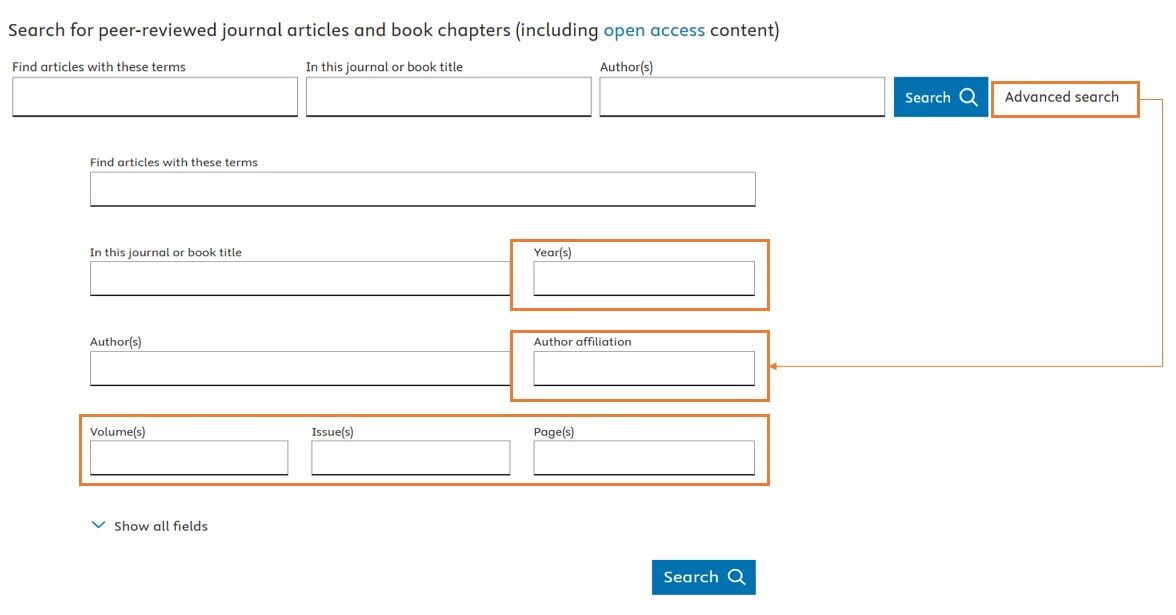 Search for peer-reviewed journal articles and book chapters (including open access content)
Find articles with these terms
In this journal or book title
Author(s)
Search
Advanced search
Find articles with these terms
In this journal or book title
Year(s)
Author(s)
Author affiliation
Volume(s)
Issue(s)
Page(s)
Show all fields
Search